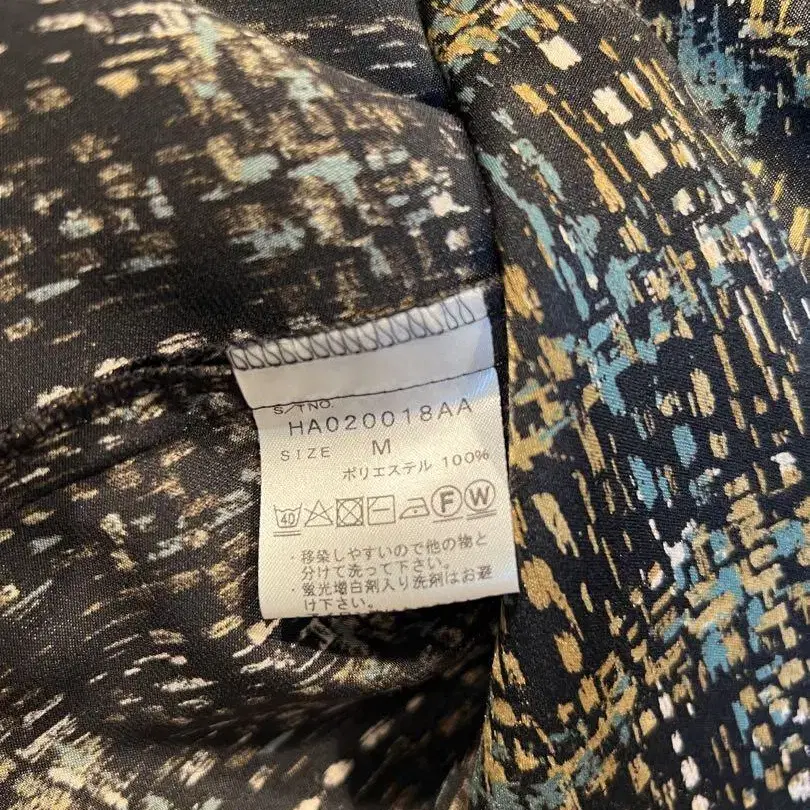 S/TNO.
HA020018AA
SIZE M
ポリエステル 100%
40 F W
・移染しやすいので他の物と
分けて洗って下さい。
・蛍光増白剤入り洗剤はお避
け下さい。